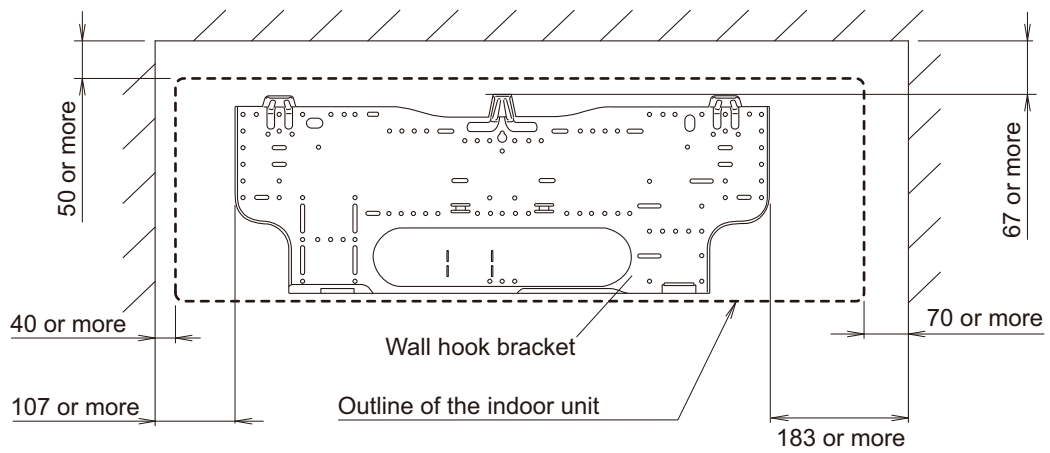 50 or more
67 or more
40 or more
70 or more
Wall hook bracket
107 or more
Outline of the indoor unit
183 or more